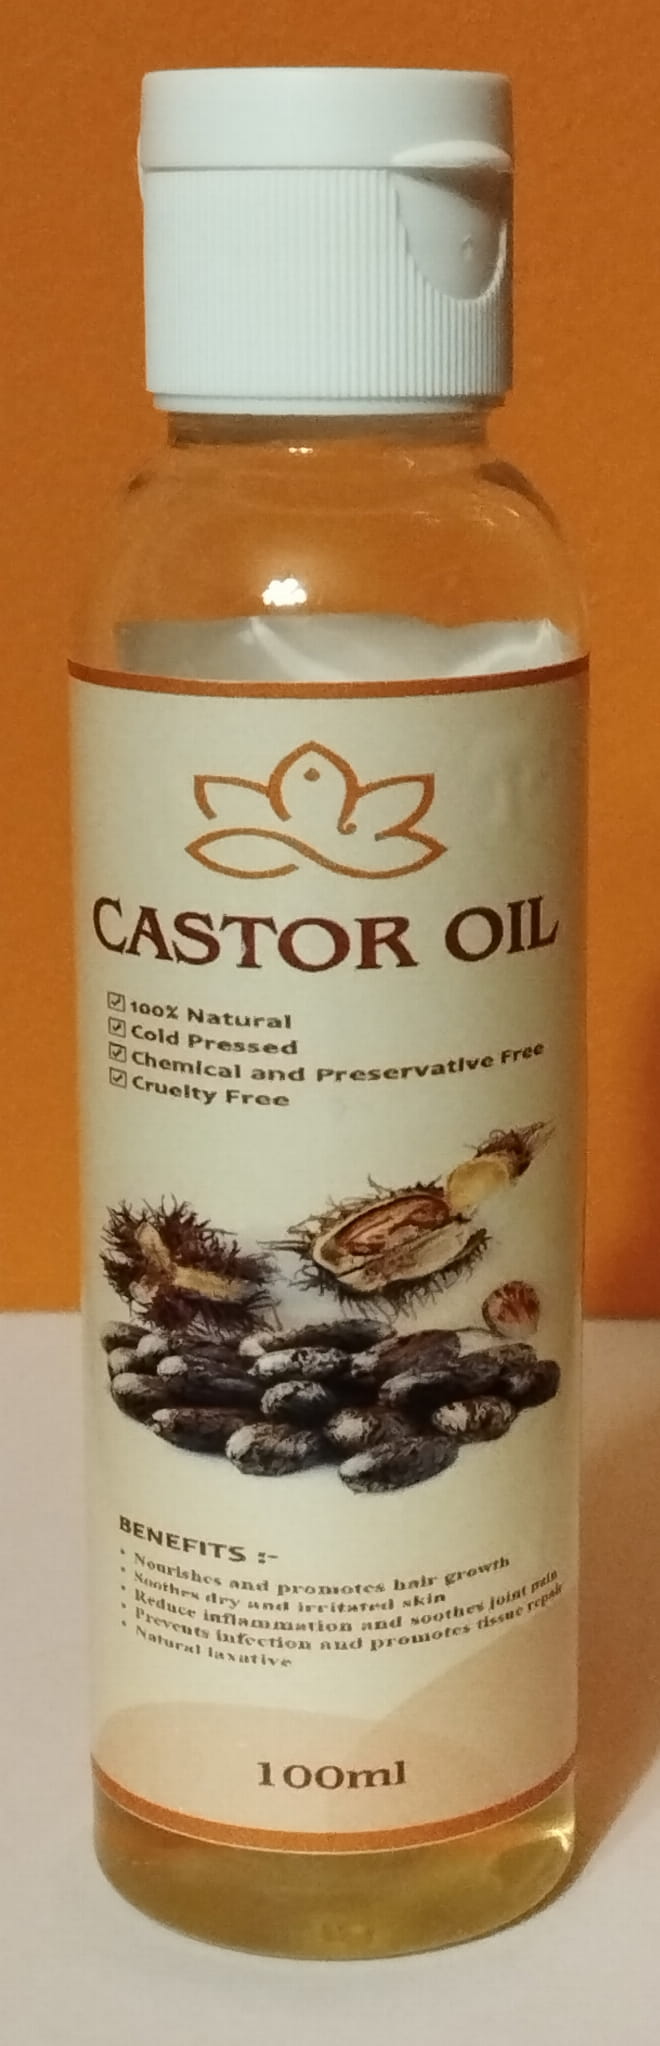 CASTOR OIL
100% Natural
Cold Pressed
Chemical and Preservative Free
Cruelty Free
BENEFITS :-
• Nourishes and promotes hair growth
• Soothes dry and irritated skin
• Reduce inflammation and soothes joint pain
• Prevents infection and promotes tissue repair
• Natural laxative
100ml